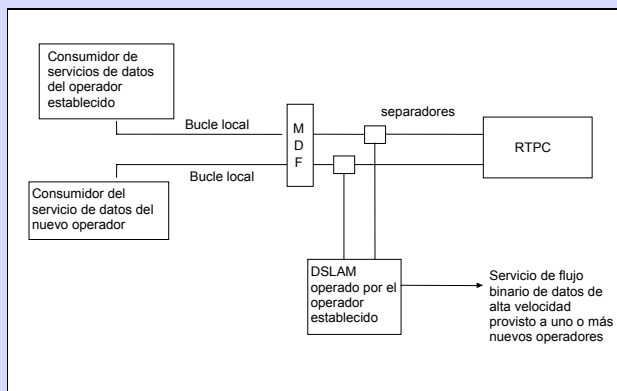 Consumidor de
servicios de datos
del operador
establecido
separadores
Bucle local
M
D
F
RTPC
Bucle local
Consumidor del
servicio de datos del
nuevo operador
DSLAM
operado por el
operador
establecido
Servicio de flujo
binario de datos de
alta velocidad
provisto a uno o más
nuevos operadores